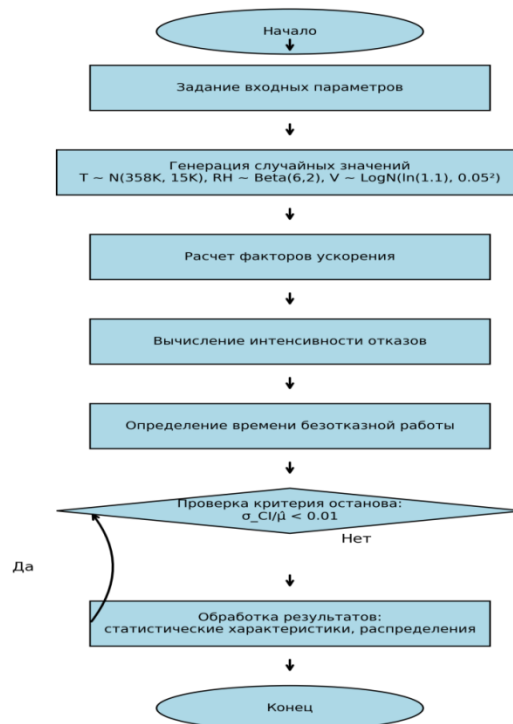 Начало
Задание входных параметров
Генерация случайных значений
T ~ N(358K, 15K), RH ~ Beta(6,2), V ~ LogN(ln(1.1), 0.05²)
Расчет факторов ускорения
Вычисление интенсивности отказов
Определение времени безотказной работы
Проверка критерия останова:
σ_CI/μ̂ < 0.01
Нет
Да
Обработка результатов:
статистические характеристики, распределения
Конец